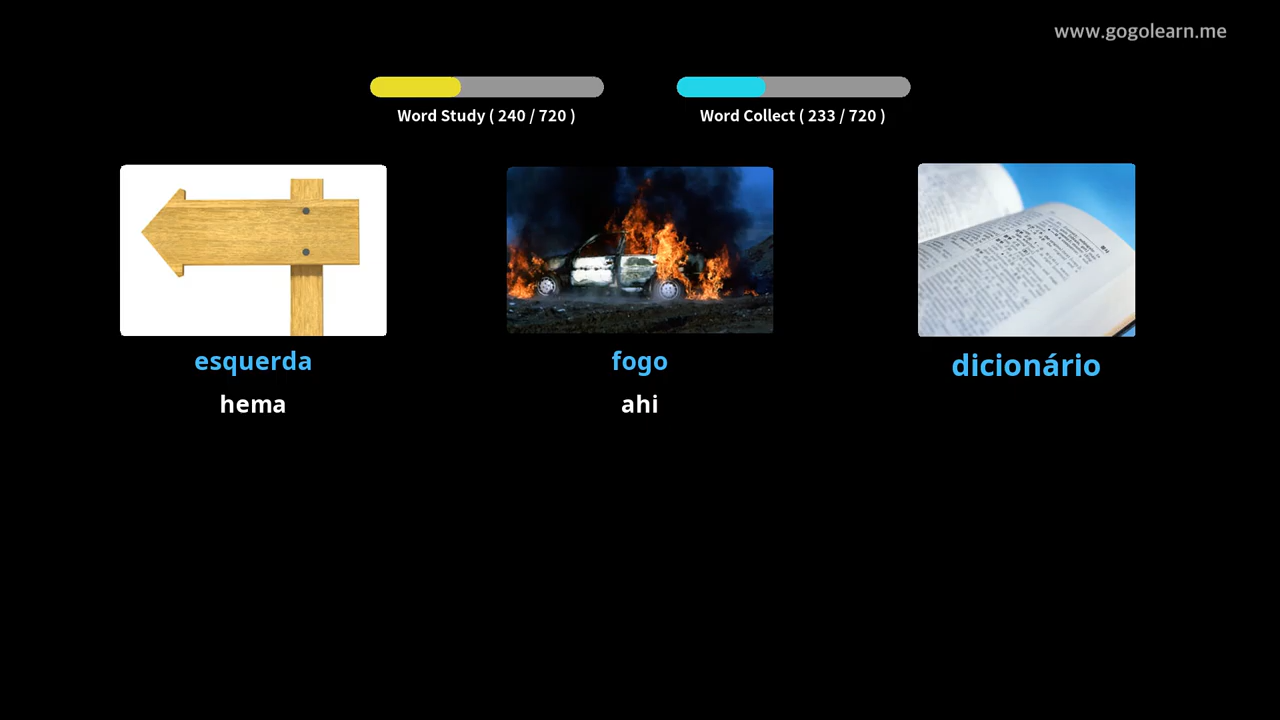 www.gogolearn.me
Word Study ( 240 / 720 )
Word Collect ( 233 / 720 )
esquerda
fogo
dicionário
hema
ahi